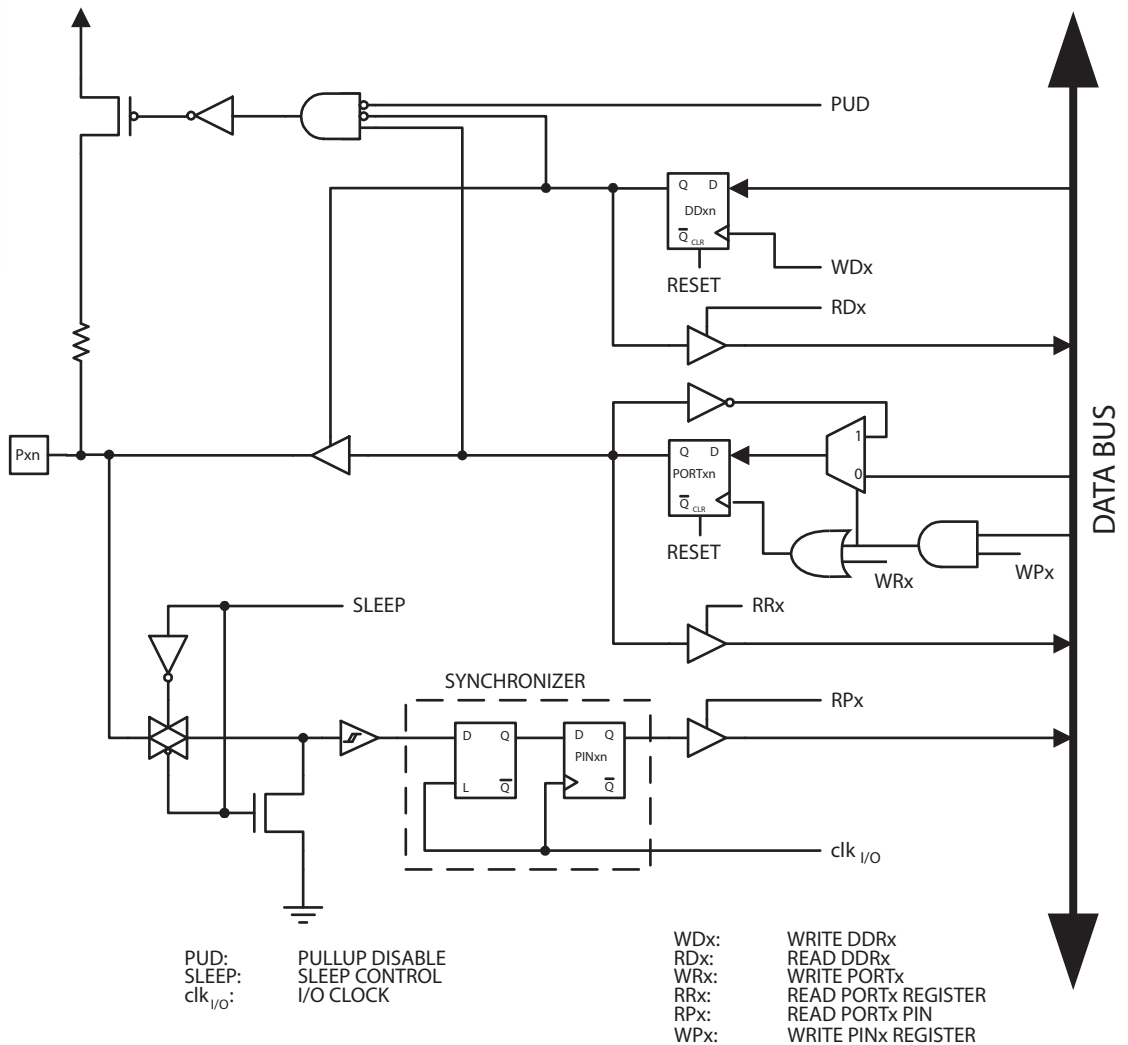 PUD
Q D
DDxn
Q CLR
WDx
RESET
RDx
DATA BUS
1
Pxn
Q D
PORTxn
0
Q CLR
RESET
WRx
WPx
SLEEP
RRx
SYNCHRONIZER
RPx
D Q
D Q
PINxn
L Q
Q
clk I/O
PUD: PULLUP DISABLE
SLEEP: SLEEP CONTROL
clk I/O: I/O CLOCK
WDx: WRITE DDRx
RDx: READ DDRx
WRx: WRITE PORTx
RRx: READ PORTx REGISTER
RPx: READ PORTx PIN
WPx: WRITE PINx REGISTER